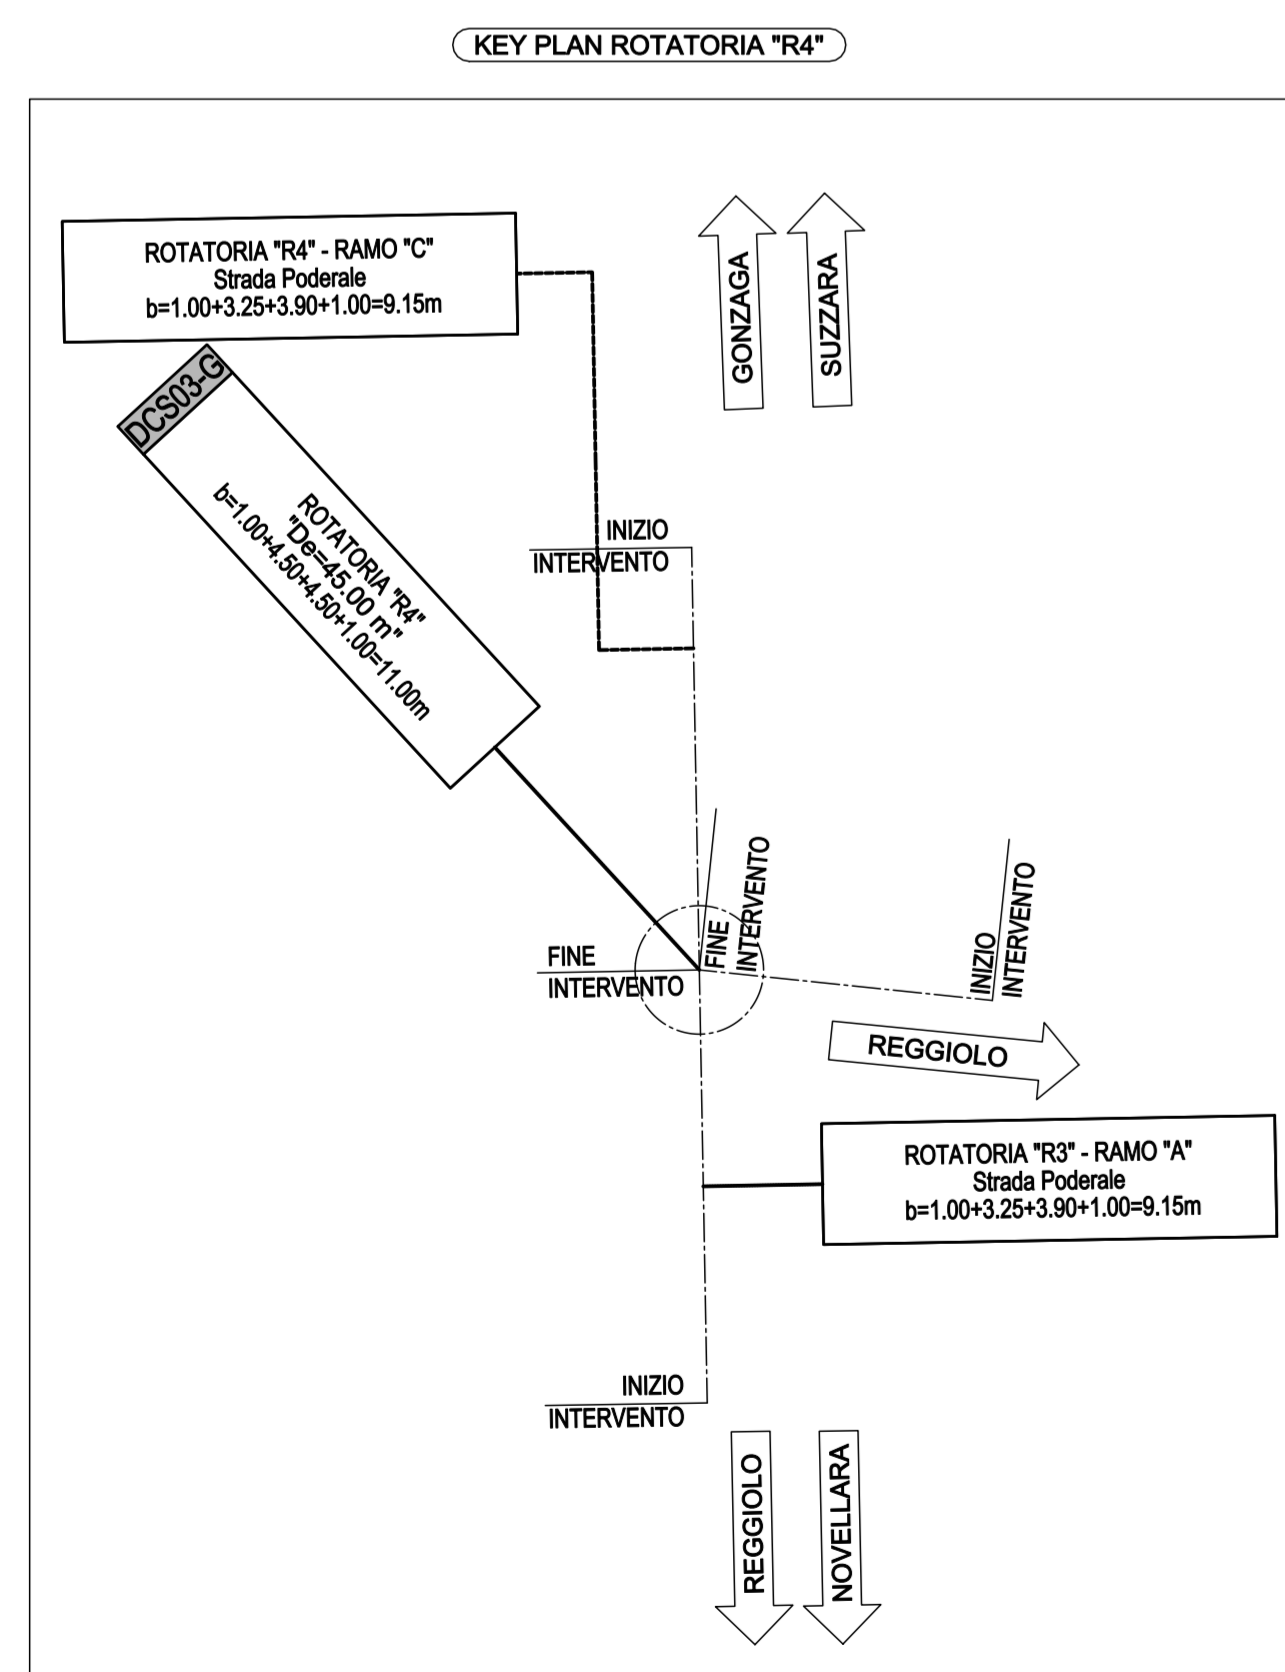 KEY PLAN ROTATORIA "R4"
ROTATORIA "R4" - RAMO "C"
Strada Poderale
b=1.00+3.25+3.90+1.00=9.15m
GONZAGA
SUZZARA
DCS03-G
ROTATORIA "R4"
"De=45.00 m"
b=1.00+4.50+4.50+1.00=11.00m
INIZIO
INTERVENTO
FINE
INTERVENTO
FINE
INTERVENTO
INIZIO
INTERVENTO
REGGIOLO
ROTATORIA "R3" - RAMO "A"
Strada Poderale
b=1.00+3.25+3.90+1.00=9.15m
INIZIO
INTERVENTO
REGGIOLO
NOVELLARA